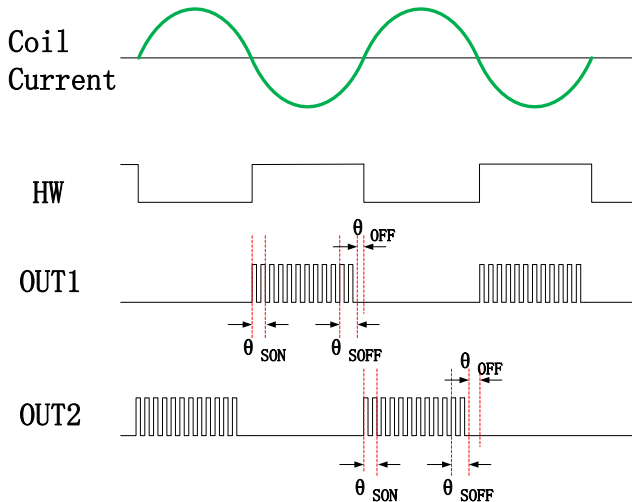 Coil
Current
HW
θ OFF
OUT1
θ SON
θ SOFF
θ OFF
OUT2
θ SON
θ SOFF